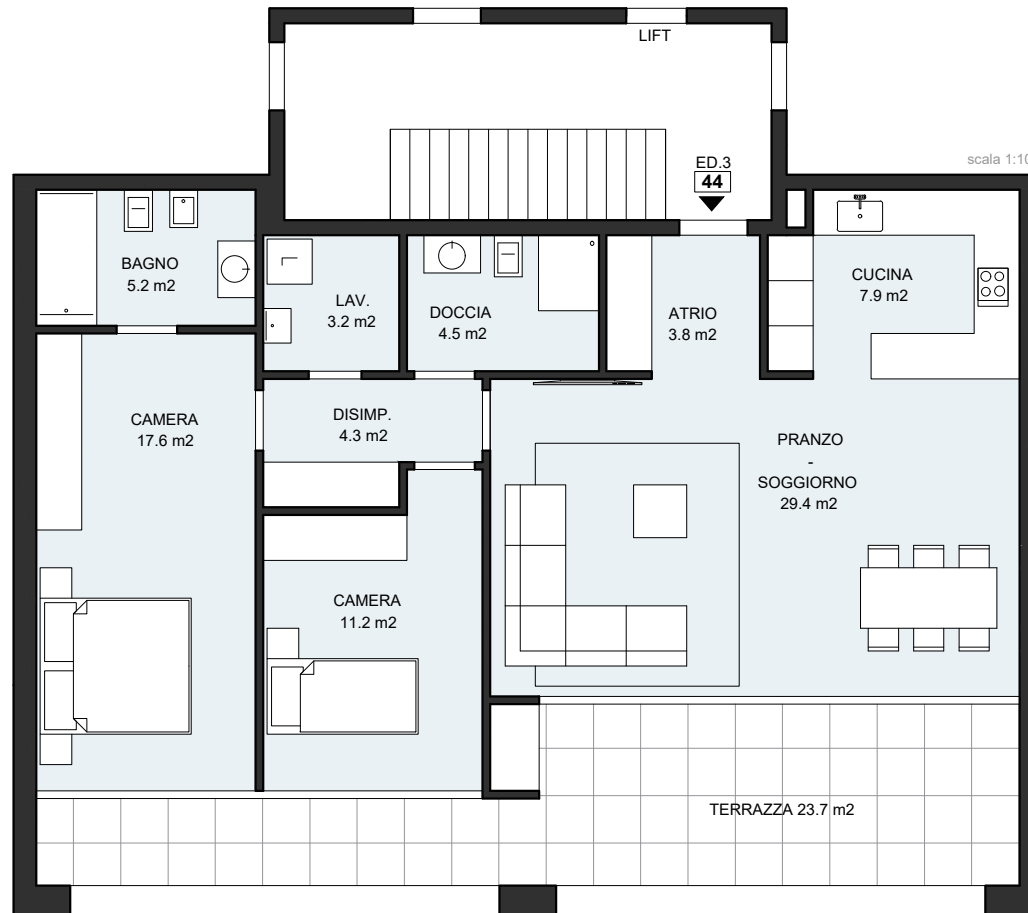 LIFT
scala 1:10
ED.3
44
BAGNO
5.2 m2
LAV.
3.2 m2
DOCCIA
4.5 m2
ATRIO
3.8 m2
CUCINA
7.9 m2
CAMERA
17.6 m2
DISIMP.
4.3 m2
PRANZO
-
SOGGIORNO
29.4 m2
CAMERA
11.2 m2
TERRAZZA 23.7 m2